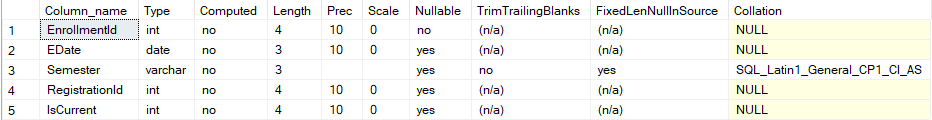 Column_name Type Computed Length Prec Scale Nullable TrimTrailingBlanks FixedLenNullInSource Collation
1 EnrollmentId int no 4 10 0 no (n/a) (n/a) NULL
2 EDate date no 3 10 0 yes (n/a) (n/a) NULL
3 Semester varchar no 3 yes no yes SQL_Latin1_General_CP1_CI_AS
4 RegistrationId int no 4 10 0 yes (n/a) (n/a) NULL
5 IsCurrent int no 4 10 0 yes (n/a) (n/a) NULL